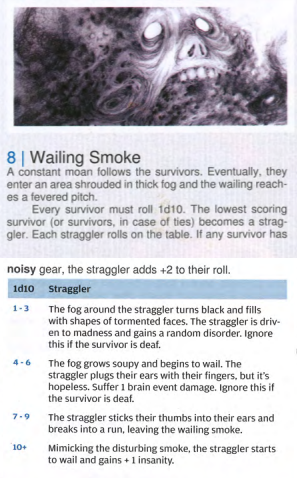 8 | Wailing Smoke
A constant moan follows the survivors. Eventually, they
enter an area shrouded in thick fog and the wailing reach-
es a fevered pitch.
Every survivor must roll 1d10. The lowest scoring
survivor (or survivors, in case of ties) becomes a strag-
gler. Each straggler rolls on the table. If any survivor has
noisy gear, the straggler adds +2 to their roll.
1d10 Straggler
1 - 3 The fog around the straggler turns black and fills
with shapes of tormented faces. The straggler is driv-
en to madness and gains a random disorder. Ignore
this if the survivor is deaf.
4 - 6 The fog grows soupy and begins to wail. The
straggler plugs their ears with their fingers, but it's
hopeless. Suffer 1 brain event damage. Ignore this if
the survivor is deaf.
7 - 9 The straggler sticks their thumbs into their ears and
breaks into a run, leaving the wailing smoke.
10+ Mimicking the disturbing smoke, the straggler starts
to wail and gains + 1 insanity.